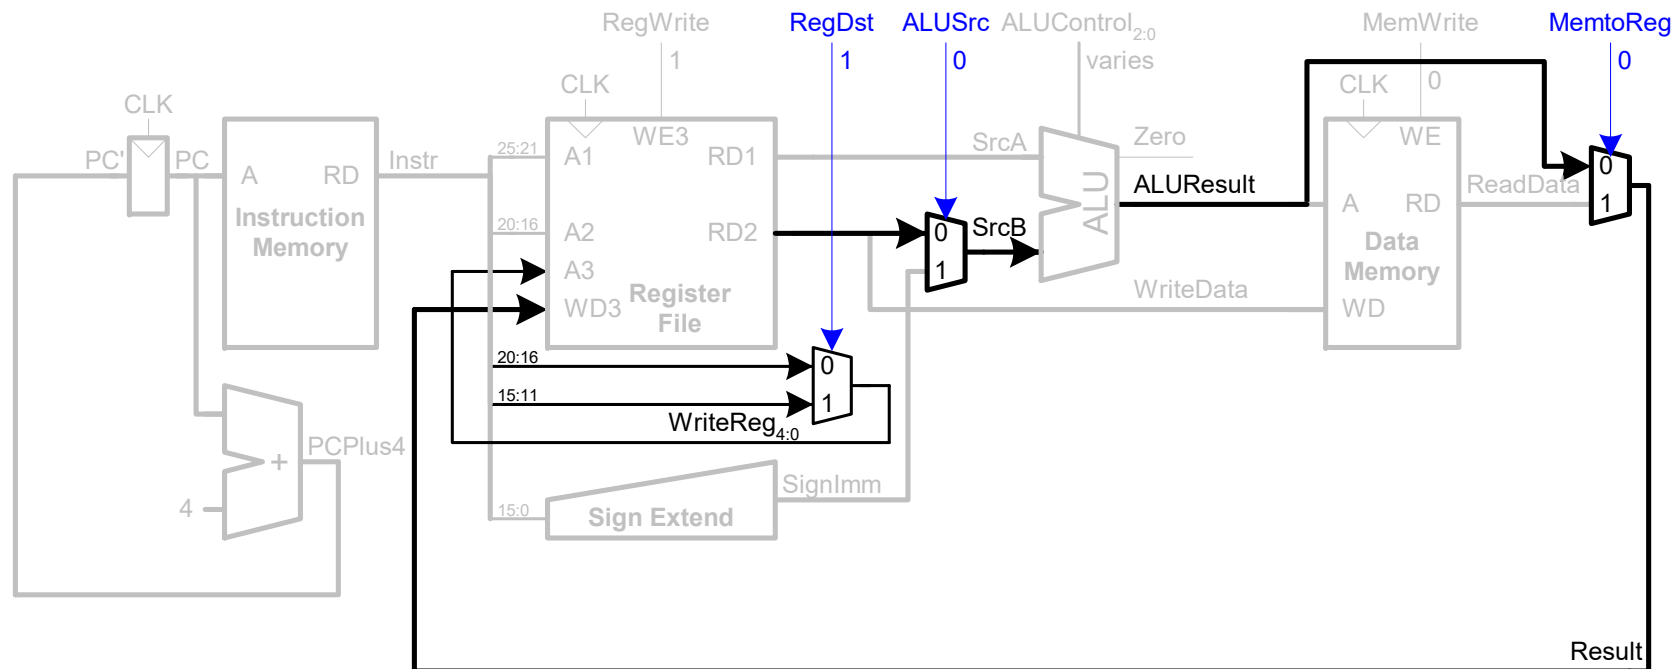 RegWrite RegDst ALUSrc ALUControl2:0 MemWrite MemtoReg
1 1 0 varies 0 0
CLK CLK CLK
WE3 Zero WE
PC' PC Instr 25:21 A1 RD1 SrcA 0
A RD ALUResult A RD ReadData 1
Instruction Memory
20:16 A2 RD2 0 SrcB ALU
A3 1
WD3 Register File
Data Memory
WriteData WD
20:16 0
15:11 1
WriteReg4:0
PCPlus4
+
4
SignImm
15:0 Sign Extend
Result